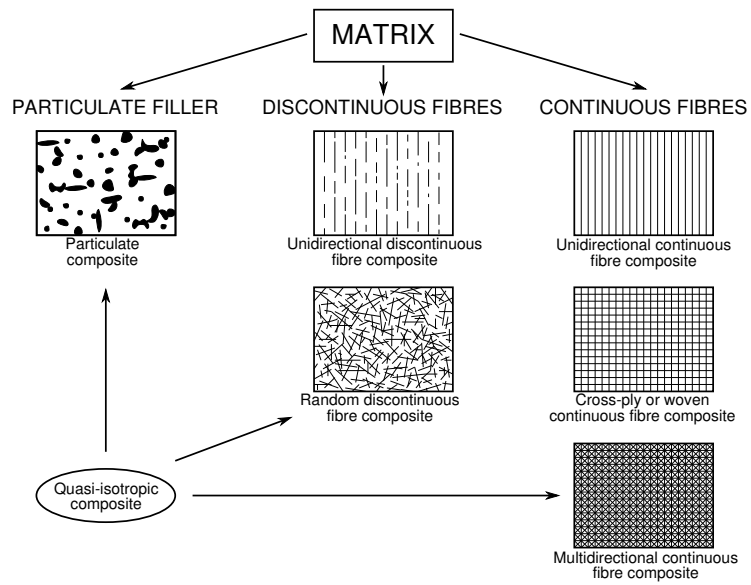 MATRIX
PARTICULATE FILLER
DISCONTINUOUS FIBRES
CONTINUOUS FIBRES
Particulate
composite
Unidirectional discontinuous
fibre composite
Unidirectional continuous
fibre composite
Random discontinuous
fibre composite
Cross-ply or woven
continuous fibre composite
Quasi-isotropic
composite
Multidirectional continuous
fibre composite